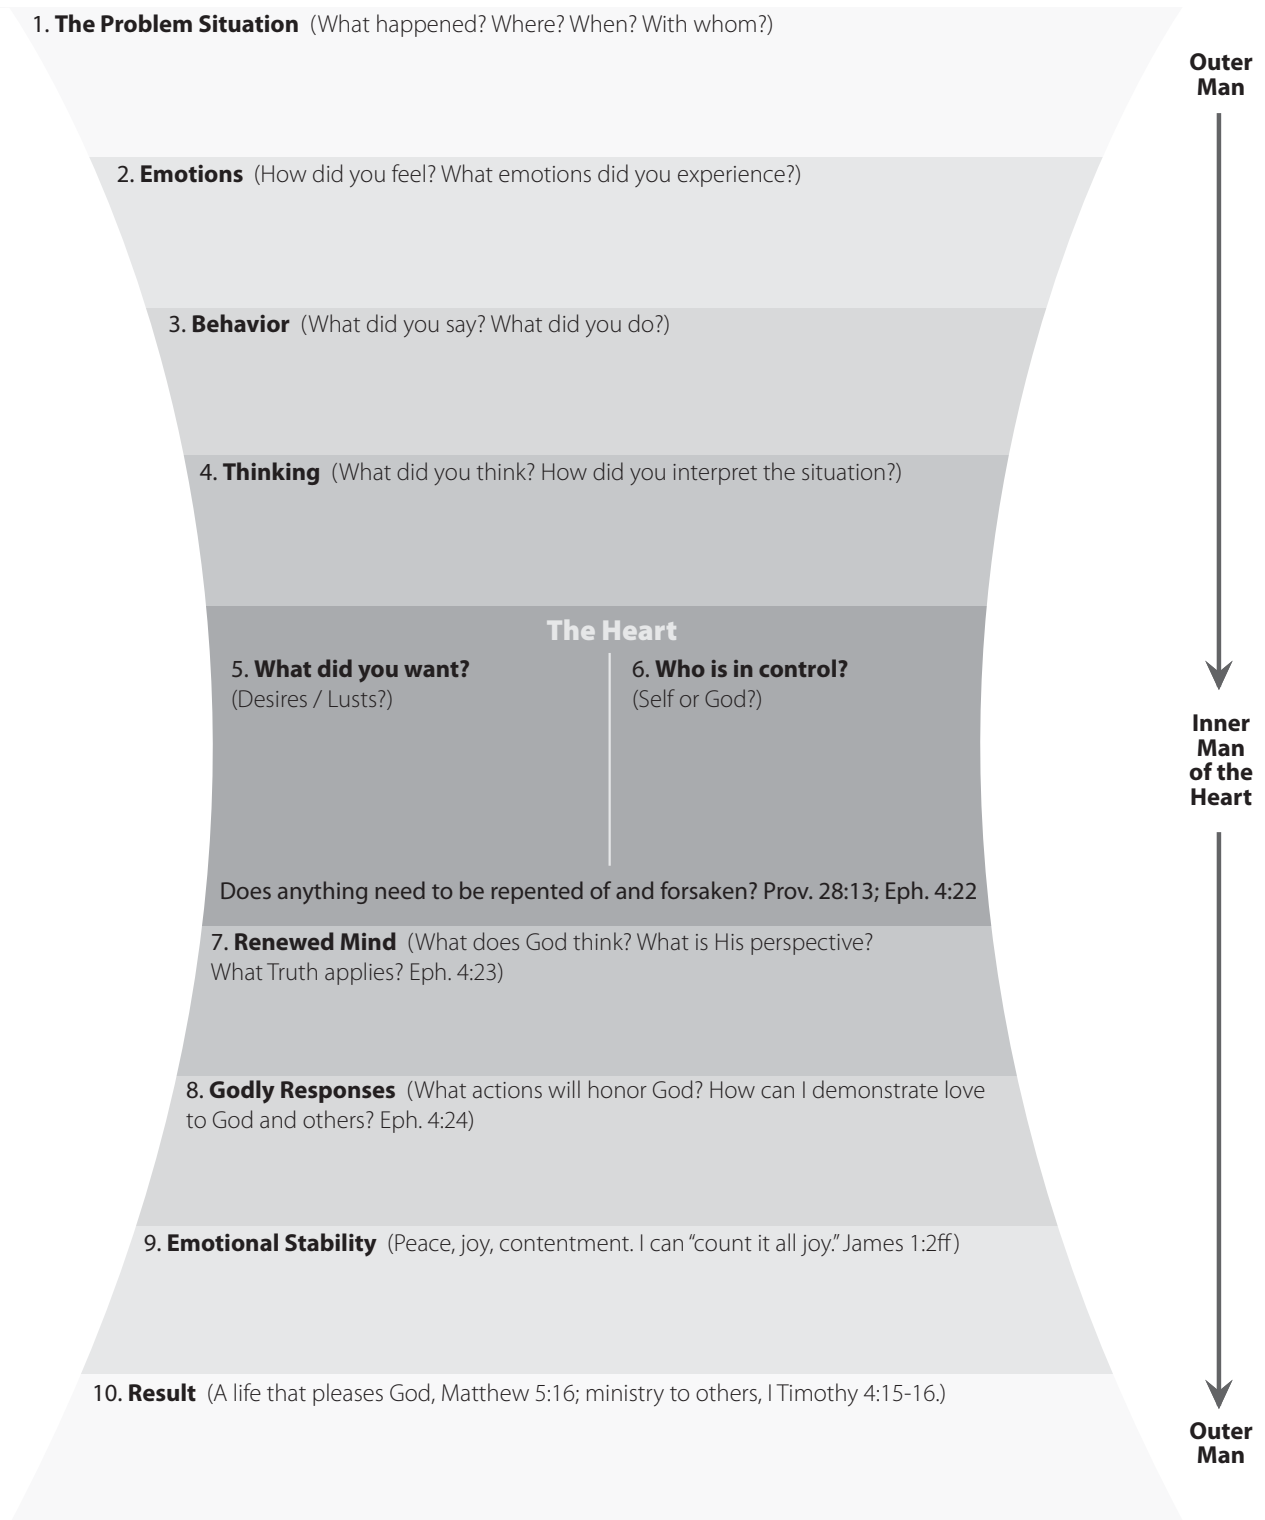 1. The Problem Situation (What happened? Where? When? With whom?)
Outer
Man
2. Emotions (How did you feel? What emotions did you experience?)
3. Behavior (What did you say? What did you do?)
4. Thinking (What did you think? How did you interpret the situation?)
The Heart
5. What did you want?
(Desires / Lusts?)
6. Who is in control?
(Self or God?)
Inner
Man
of the
Heart
Does anything need to be repented of and forsaken? Prov. 28:13; Eph. 4:22
7. Renewed Mind (What does God think? What is His perspective?
What Truth applies? Eph. 4:23)
8. Godly Responses (What actions will honor God? How can I demonstrate love
to God and others? Eph. 4:24)
9. Emotional Stability (Peace, joy, contentment. I can “count it all joy.” James 1:2ff)
10. Result (A life that pleases God, Matthew 5:16; ministry to others, I Timothy 4:15-16.)
Outer
Man